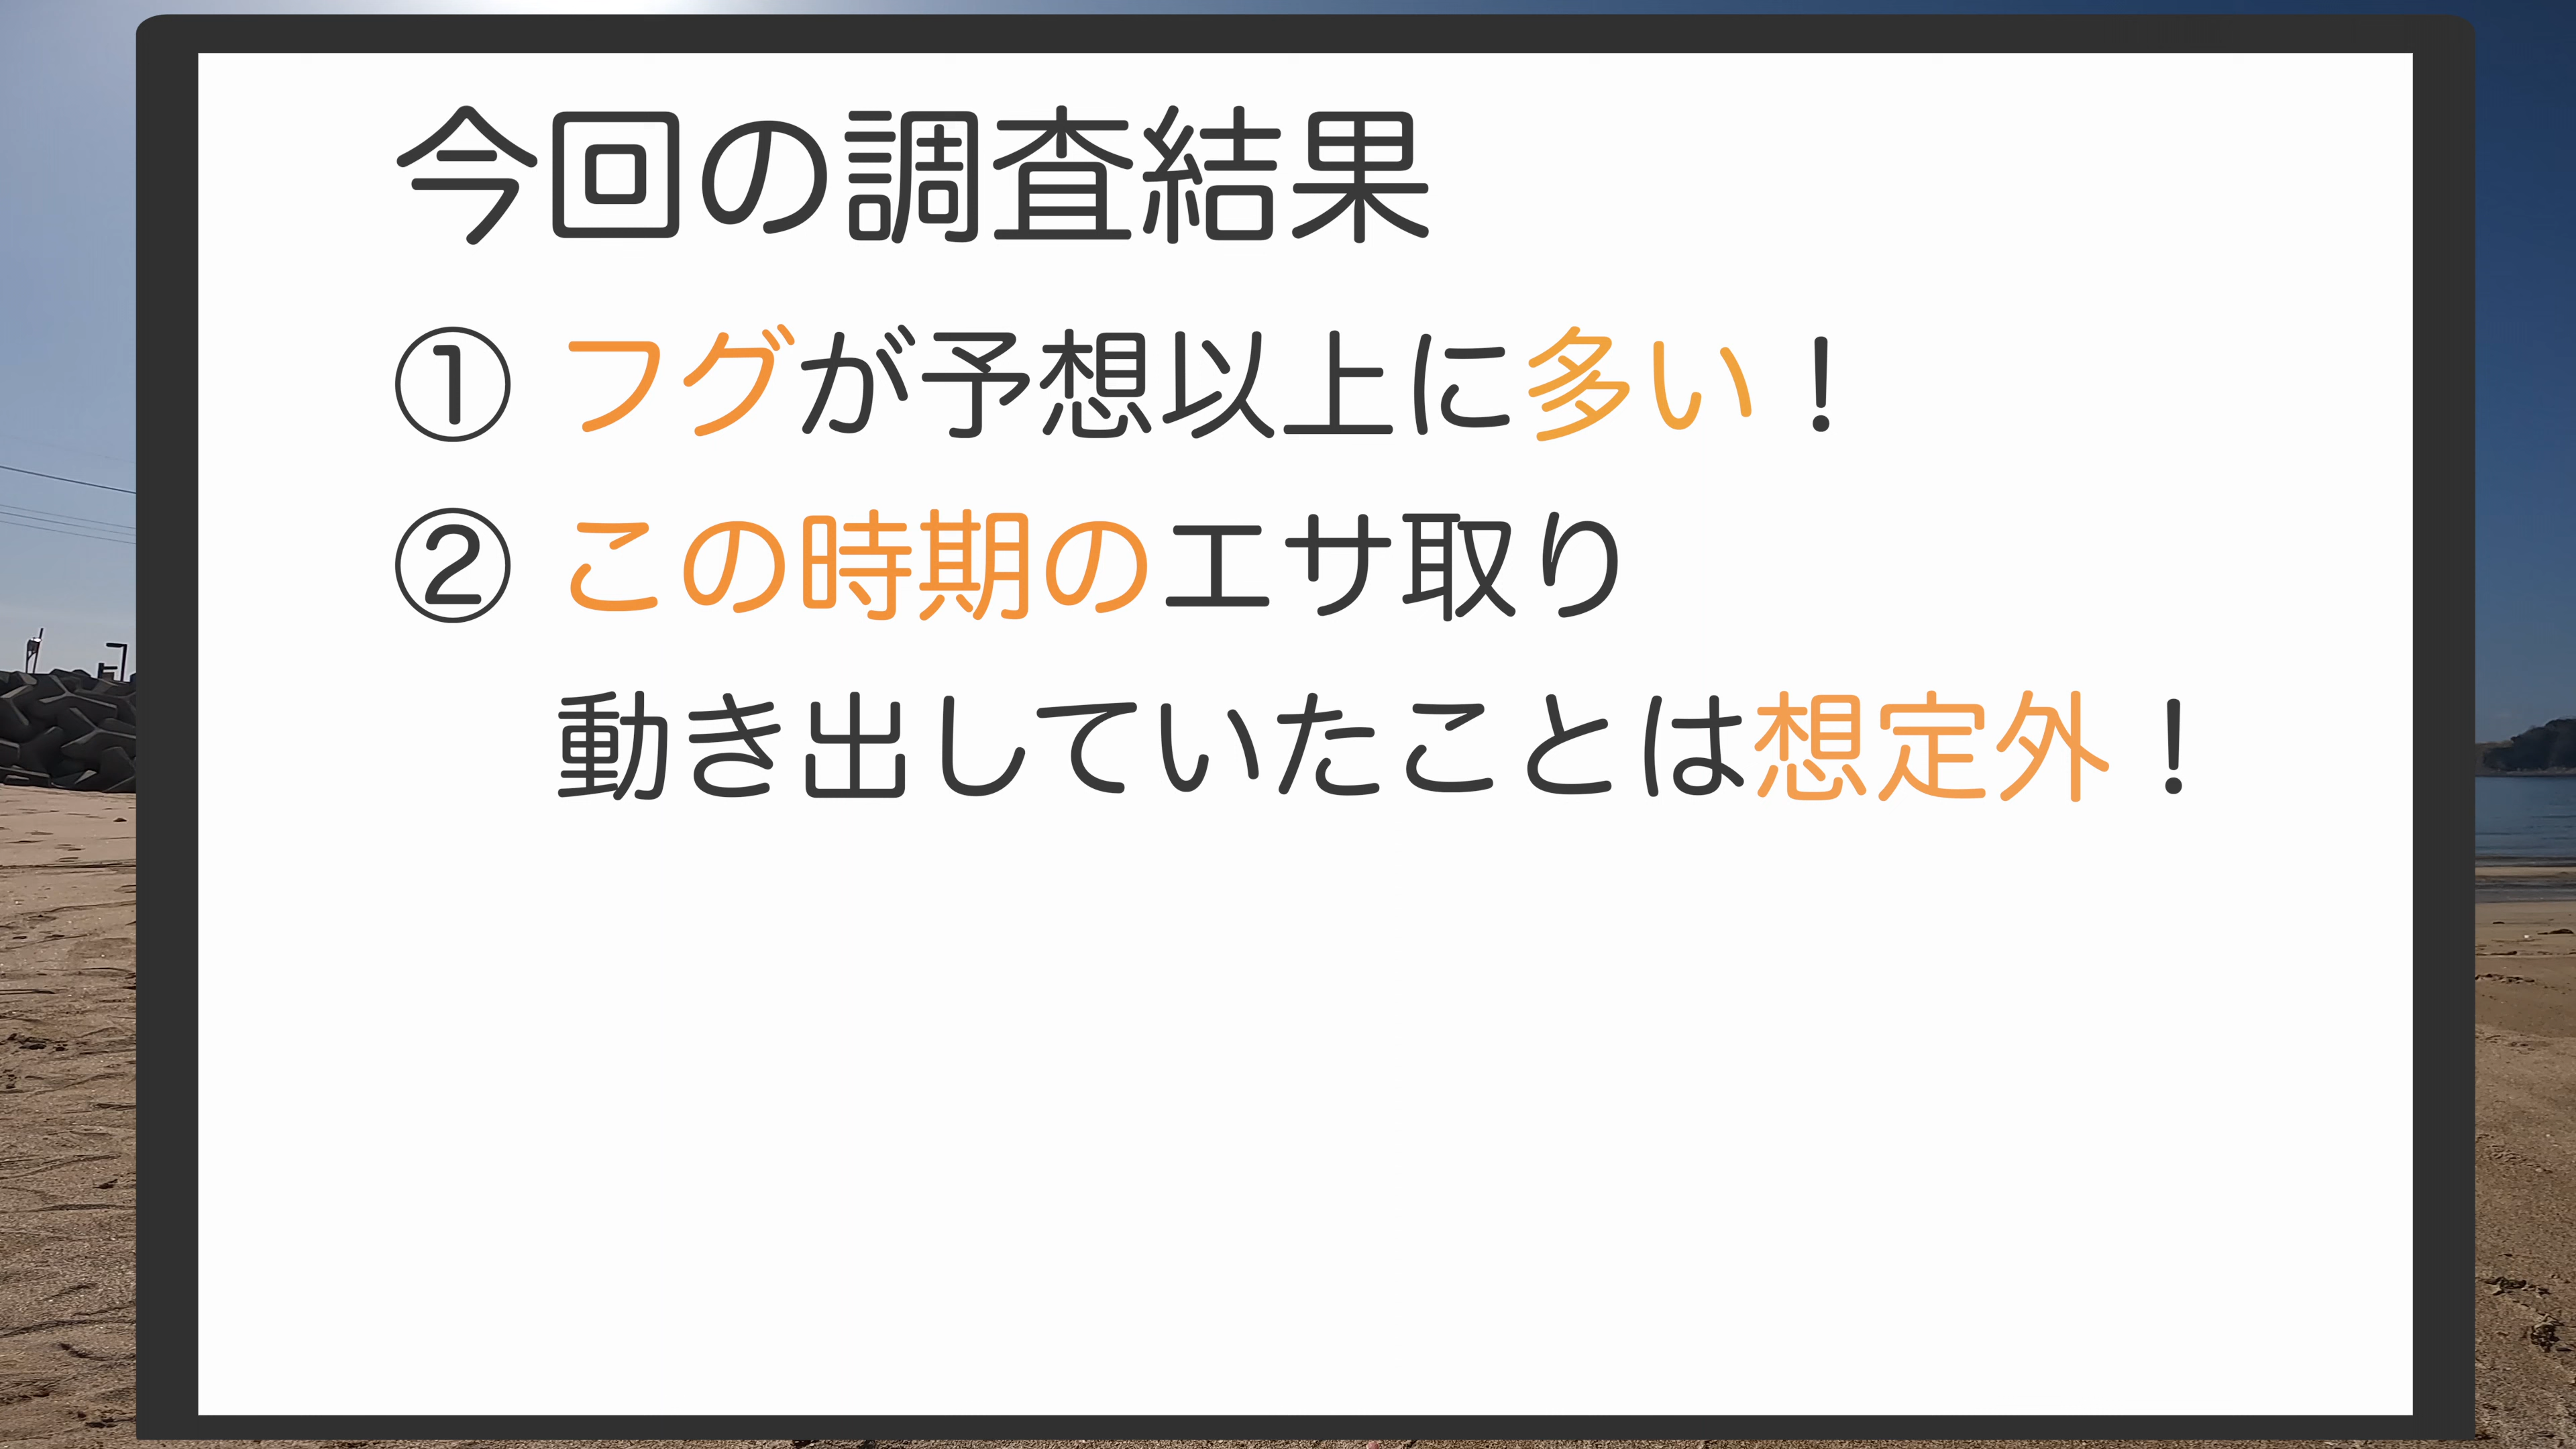 今回の調査結果
① フグが予想以上に多い！
② この時期のエサ取り
動き出していたことは想定外！